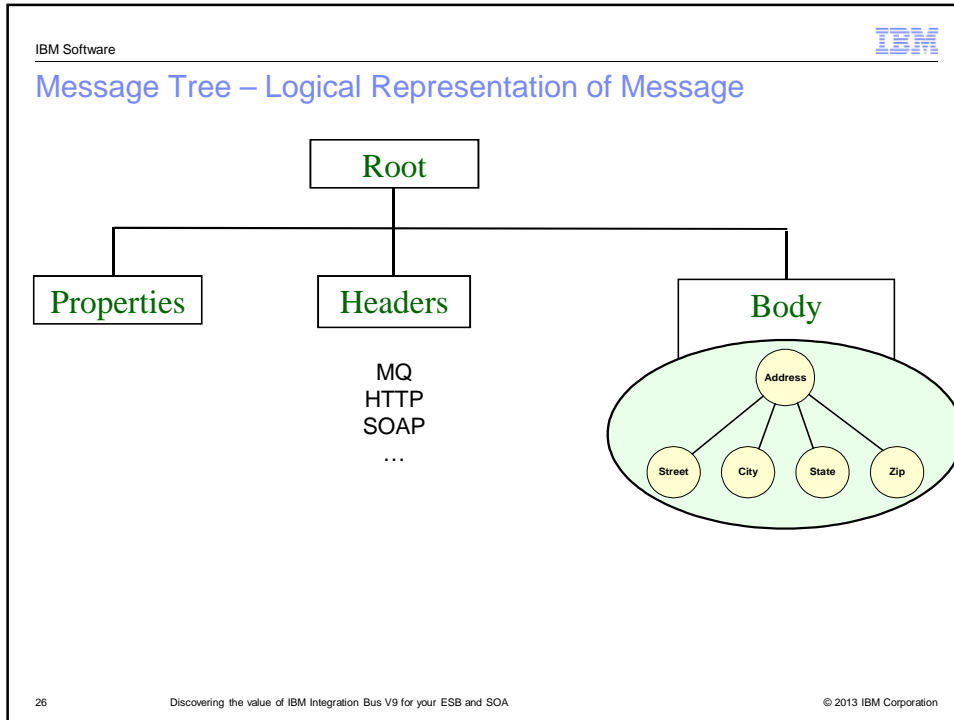 IBM Software
IBM
Message Tree – Logical Representation of Message
Root
Properties
Headers
Body
MQ
HTTP
SOAP
…
Address
Street
City
State
Zip
26
Discovering the value of IBM Integration Bus V9 for your ESB and SOA
© 2013 IBM Corporation